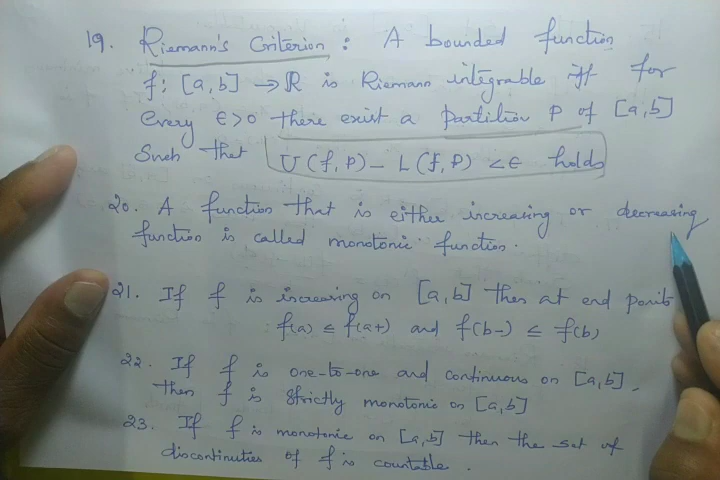 19. Riemann's Criterion : A bounded function
f : [a,b] → ℝ is Riemann integrable iff for
every ϵ>0 there exist a partition P of [a,b]
such that U(f,P) - L(f,P) < ϵ holds
20. A function that is either increasing or decreasing
function is called monotonic function.
21. If f is increasing on [a,b] then at end points
f(a) ≤ f(a+) and f(b-) ≤ f(b)
22. If f is one-to-one and continuous on [a,b],
then f is strictly monotonic on [a,b]
23. If f is monotonic on [a,b] then the set of
discontinuities of f is countable.